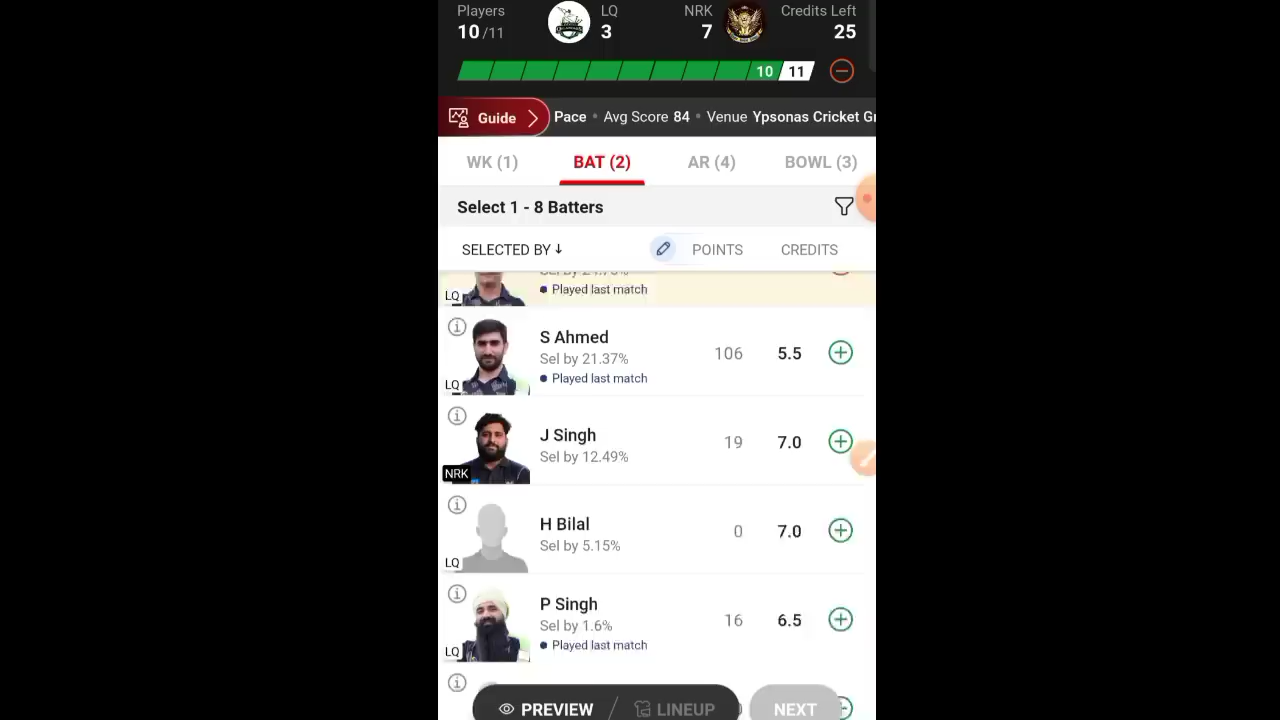 Players
LQ
NRK
Credits Left
10/11
3
7
25
10
11
Guide
Pace • Avg Score 84 • Venue Ypsonas Cricket Gr
WK (1)
BAT (2)
AR (4)
BOWL (3)
Select 1 - 8 Batters
SELECTED BY ↓
POINTS
CREDITS
LQ
Played last match
S Ahmed
Sel by 21.37%
Played last match
LQ
106
5.5
J Singh
Sel by 12.49%
NRK
19
7.0
H Bilal
Sel by 5.15%
LQ
0
7.0
P Singh
Sel by 1.6%
Played last match
LQ
16
6.5
PREVIEW / LINEUP
NEXT